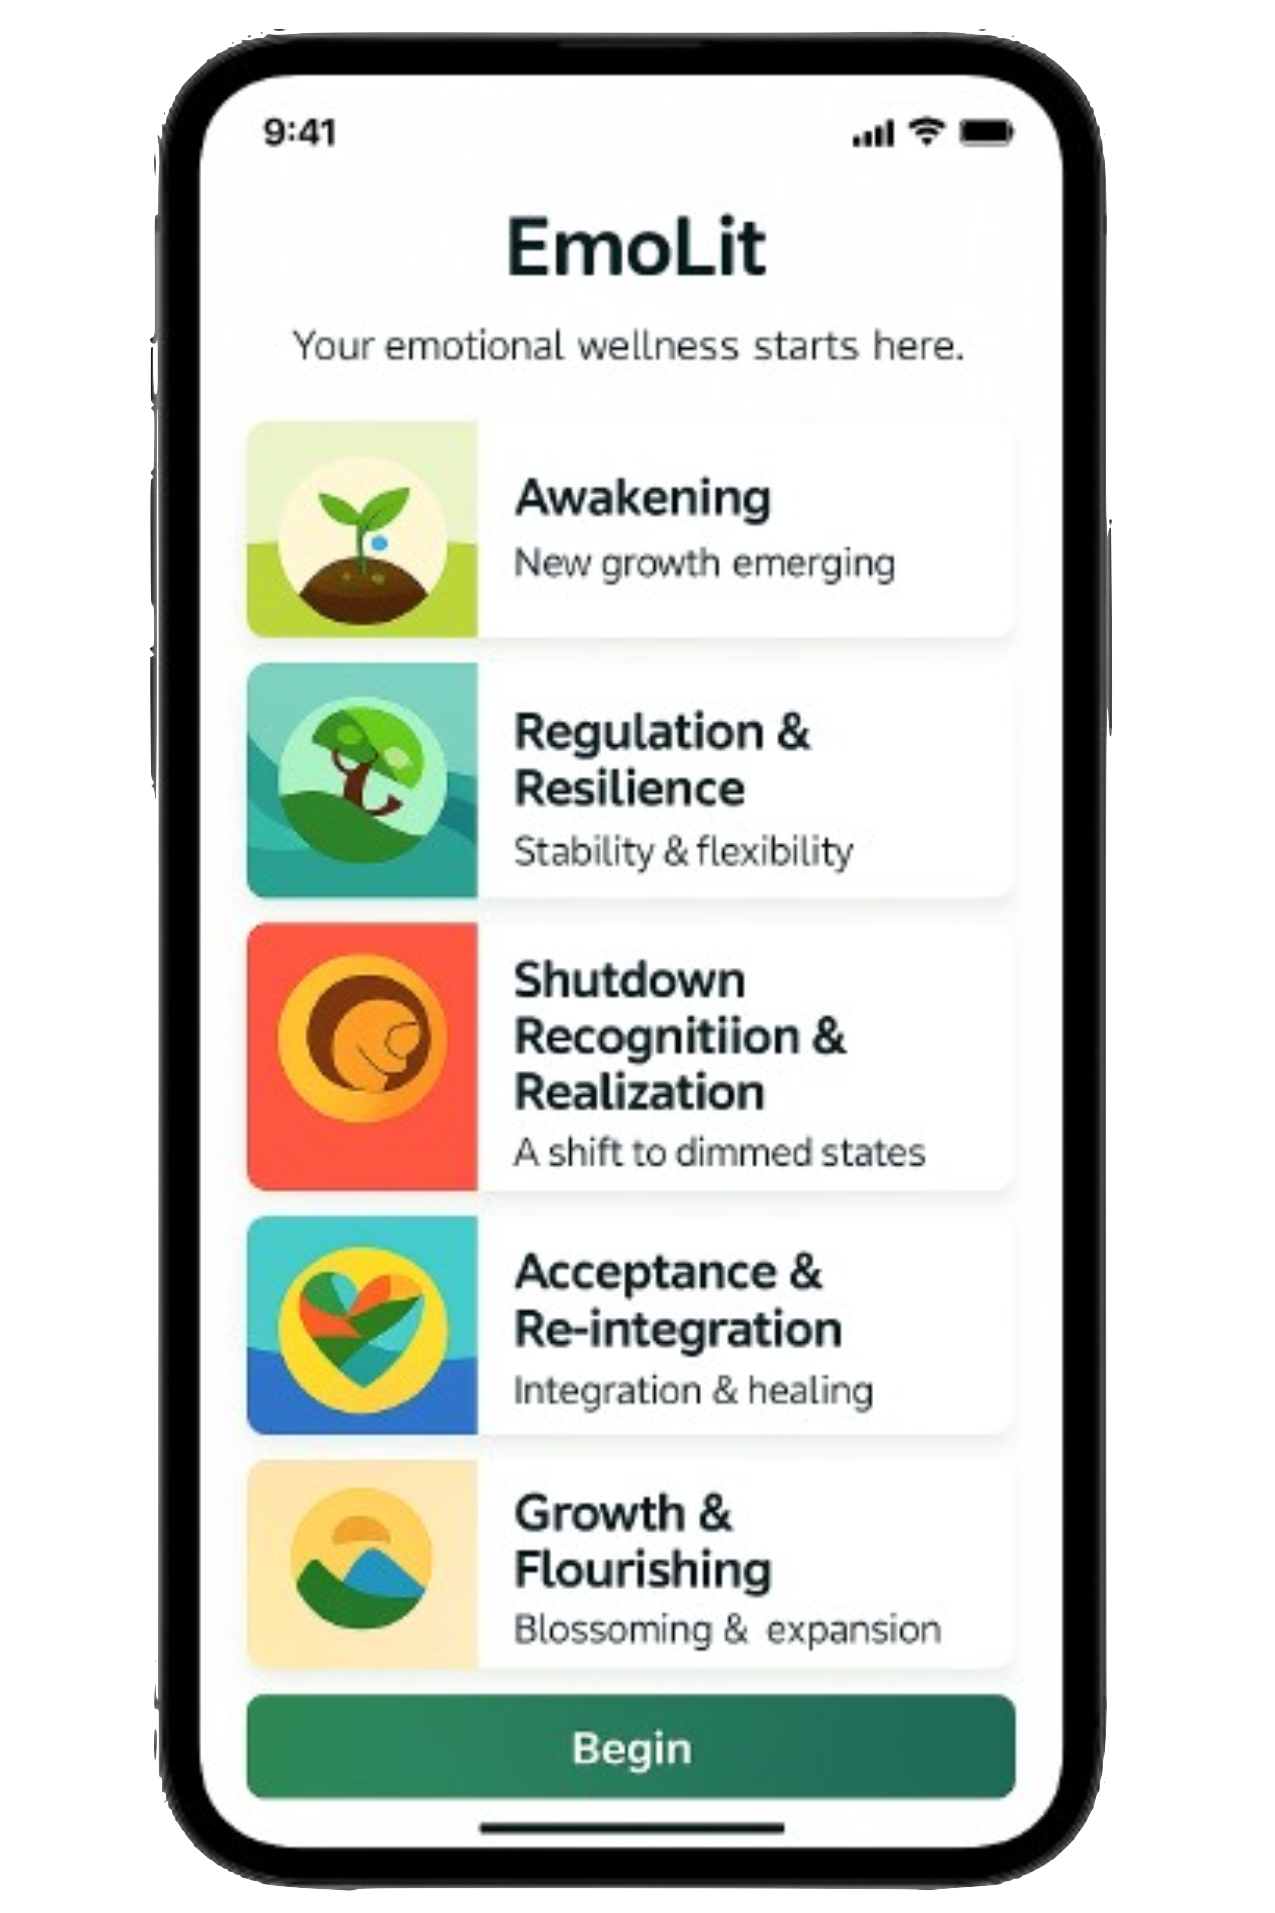 9:41
EmoLit
Your emotional wellness starts here.
Awakening
New growth emerging
Regulation &
Resilience
Stability & flexibility
Shutdown
Recognitiion &
Realization
A shift to dimmed states
Acceptance &
Re-integration
Integration & healing
Growth &
Flourishing
Blossoming & expansion
Begin